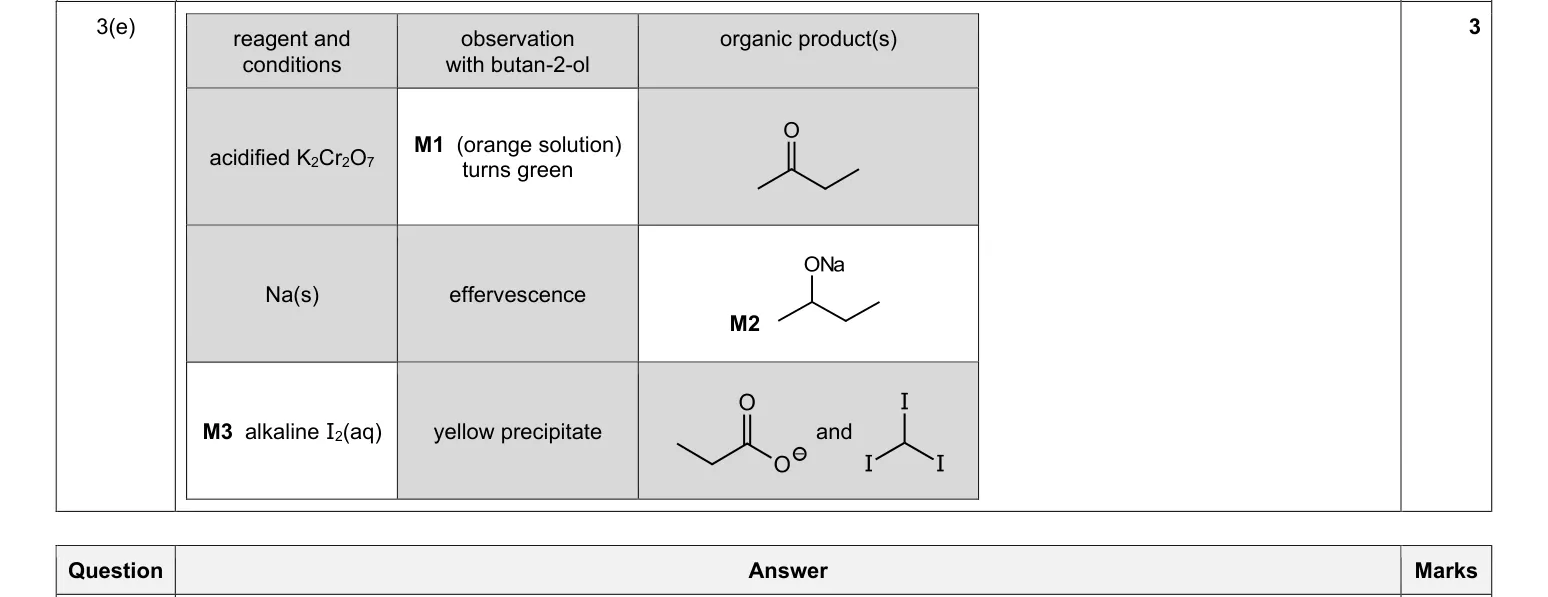 3(e)
3
reagent and
conditions
observation
with butan-2-ol
organic product(s)
acidified K₂Cr₂O₇
M1 (orange solution)
turns green
O
Na(s)
effervescence
ONa
M2
M3 alkaline I₂(aq)
yellow precipitate
O
O⊖
and
I
I
I
Question
Answer
Marks